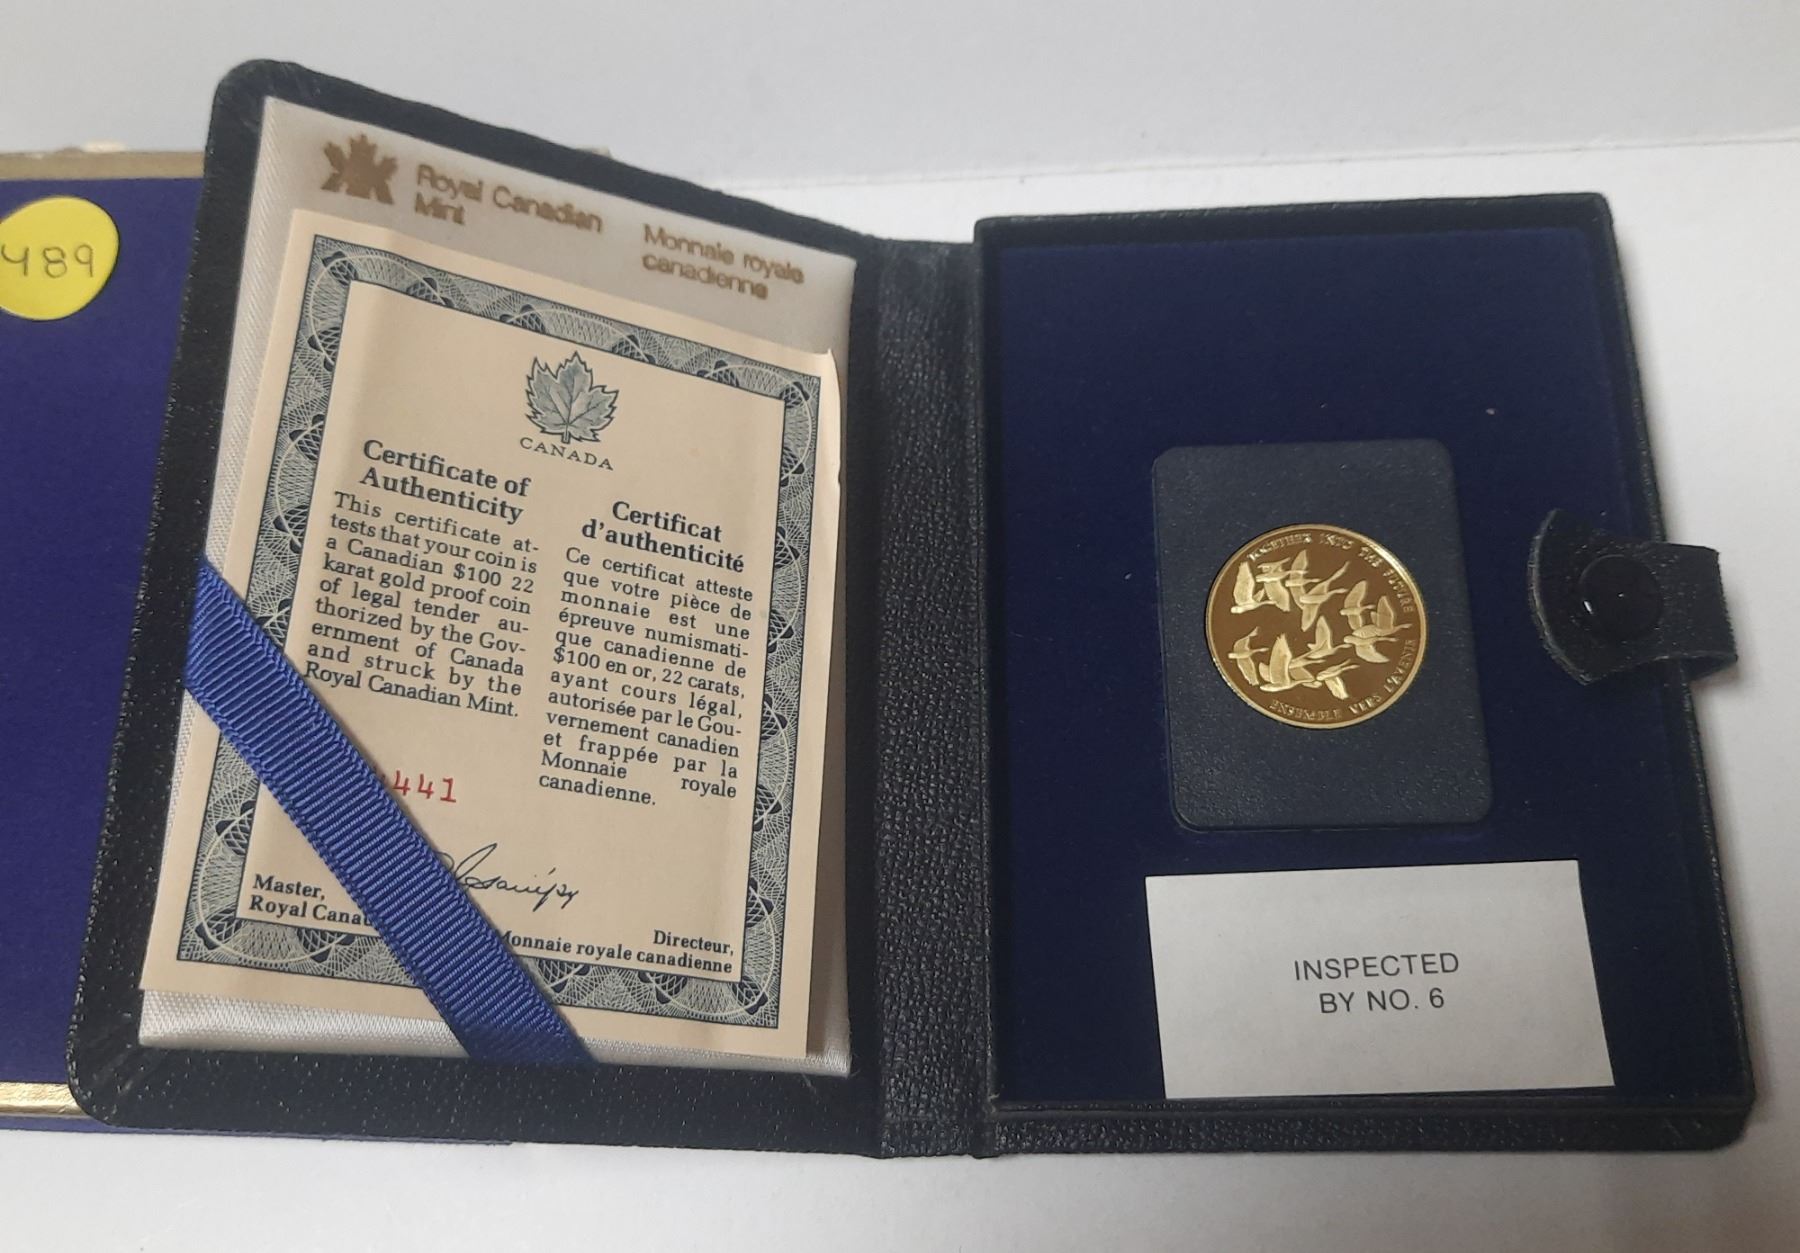 489
Royal Canadian
Mint
Monnaie royale
canadienne
CANADA
Certificate of
Authenticity
This certificate at-
tests that your coin is
a Canadian $100 22
karat gold proof coin
of legal tender au-
thorized by the Gov-
ernment of Canada
and struck by the
Royal Canadian Mint.
441
Master,
Royal Cana
Certificat
d'authenticité
Ce certificat atteste
que votre pièce de
monnaie est une
épreuve numismati-
que canadienne de
$100 en or, 22 carats,
ayant cours légal,
autorisée par le Gou-
vernement canadien
et frappée par la
Monnaie royale
canadienne.
Directeur,
Monnaie royale canadienne
TOGETHER INTO THE FUTURE
ENSEMBLE VERS L'AVENIR
INSPECTED
BY NO. 6